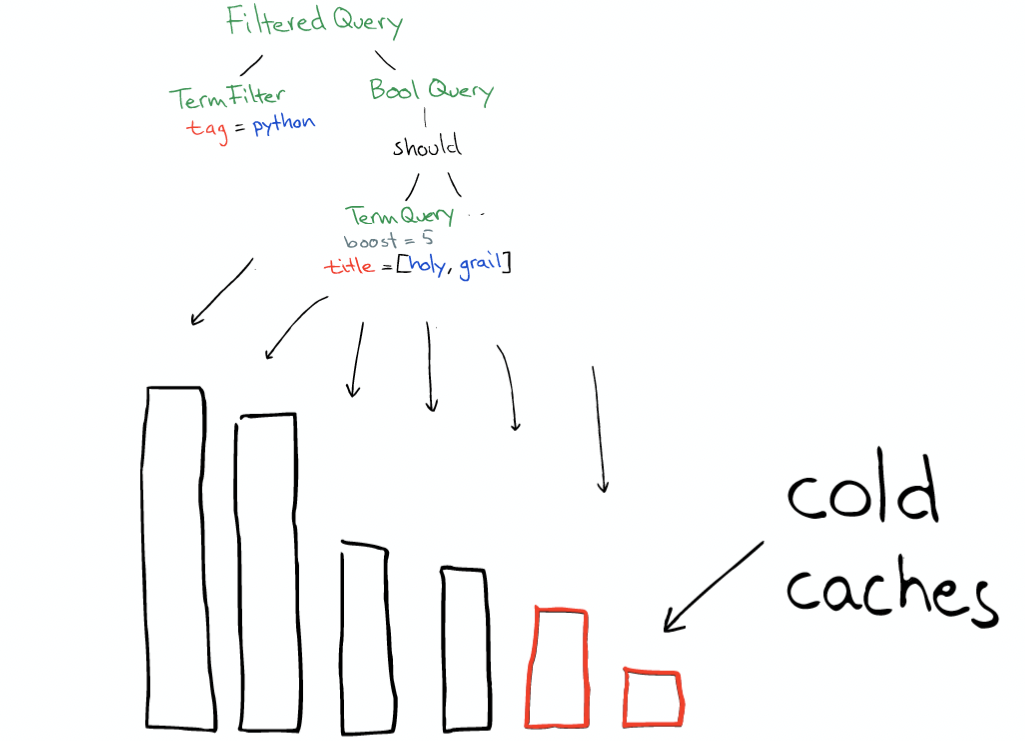 Filtered Query
TermFilter
tag = python
Bool Query
should
TermQuery ...
boost = 5
title = [holy, grail]
cold
caches